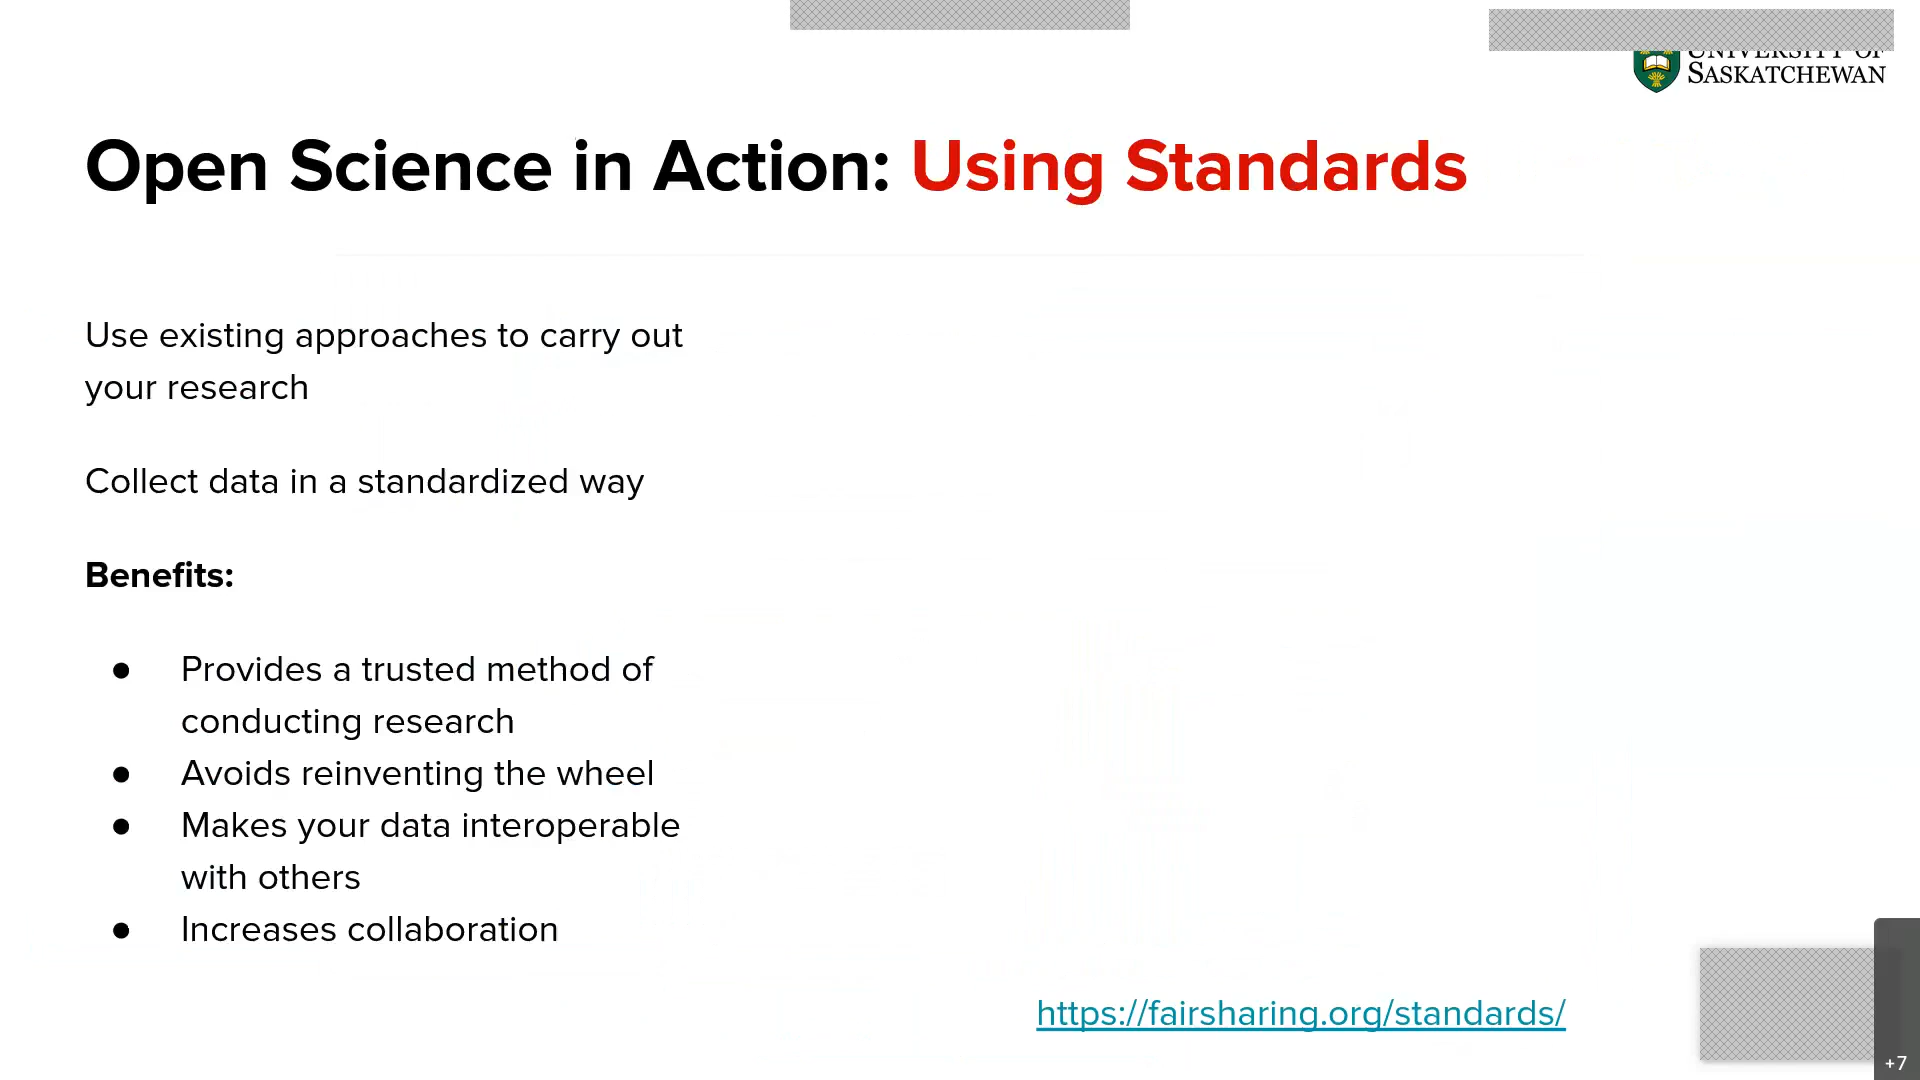 SASKATCHEWAN
Open Science in Action: Using Standards
Use existing approaches to carry out
your research
Collect data in a standardized way
Benefits:
● Provides a trusted method of
conducting research
● Avoids reinventing the wheel
● Makes your data interoperable
with others
● Increases collaboration
https://fairsharing.org/standards/
+7